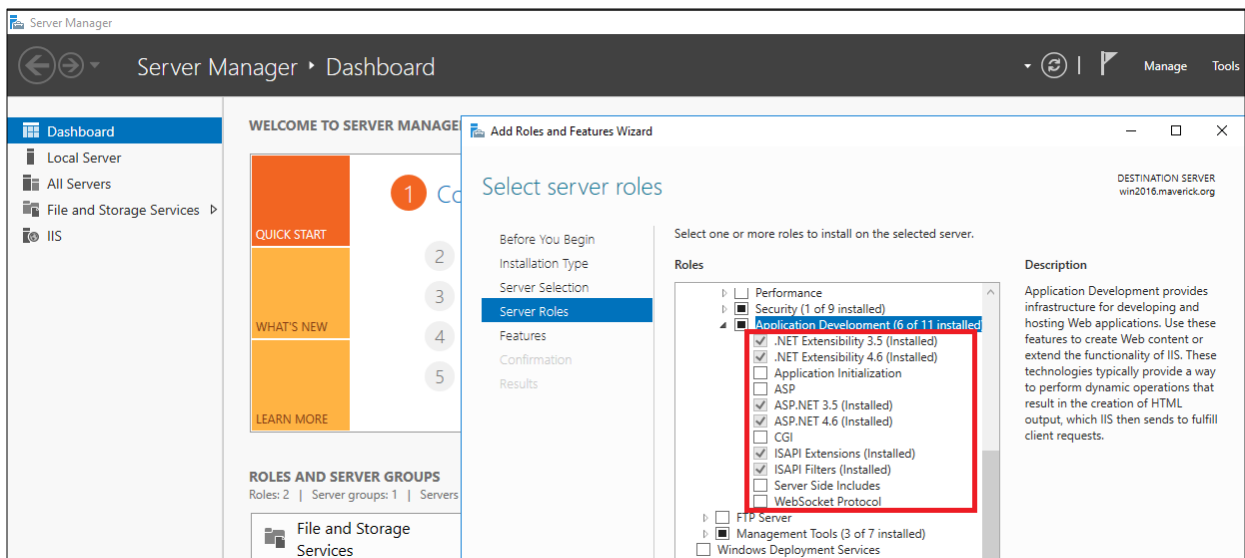 Server Manager
Server Manager • Dashboard
Manage Tools
Dashboard
Local Server
All Servers
File and Storage Services
IIS
WELCOME TO SERVER MANAGE
QUICK START
WHAT'S NEW
LEARN MORE
1 Co
2
3
4
5
ROLES AND SERVER GROUPS
Roles: 2 | Server groups: 1 | Servers
File and Storage
Services
Add Roles and Features Wizard
Select server roles
DESTINATION SERVER
win2016.maverick.org
Before You Begin
Installation Type
Server Selection
Server Roles
Features
Confirmation
Results
Select one or more roles to install on the selected server.
Roles
Performance
Security (1 of 9 installed)
Application Development (6 of 11 installed
.NET Extensibility 3.5 (Installed)
.NET Extensibility 4.6 (Installed)
Application Initialization
ASP
ASP.NET 3.5 (Installed)
ASP.NET 4.6 (Installed)
CGI
ISAPI Extensions (Installed)
ISAPI Filters (Installed)
Server Side Includes
WebSocket Protocol
FTP Server
Management Tools (3 of 7 installed)
Windows Deployment Services
Description
Application Development provides
infrastructure for developing and
hosting Web applications. Use these
features to create Web content or
extend the functionality of IIS. These
technologies typically provide a way
to perform dynamic operations that
result in the creation of HTML
output, which IIS then sends to fulfill
client requests.